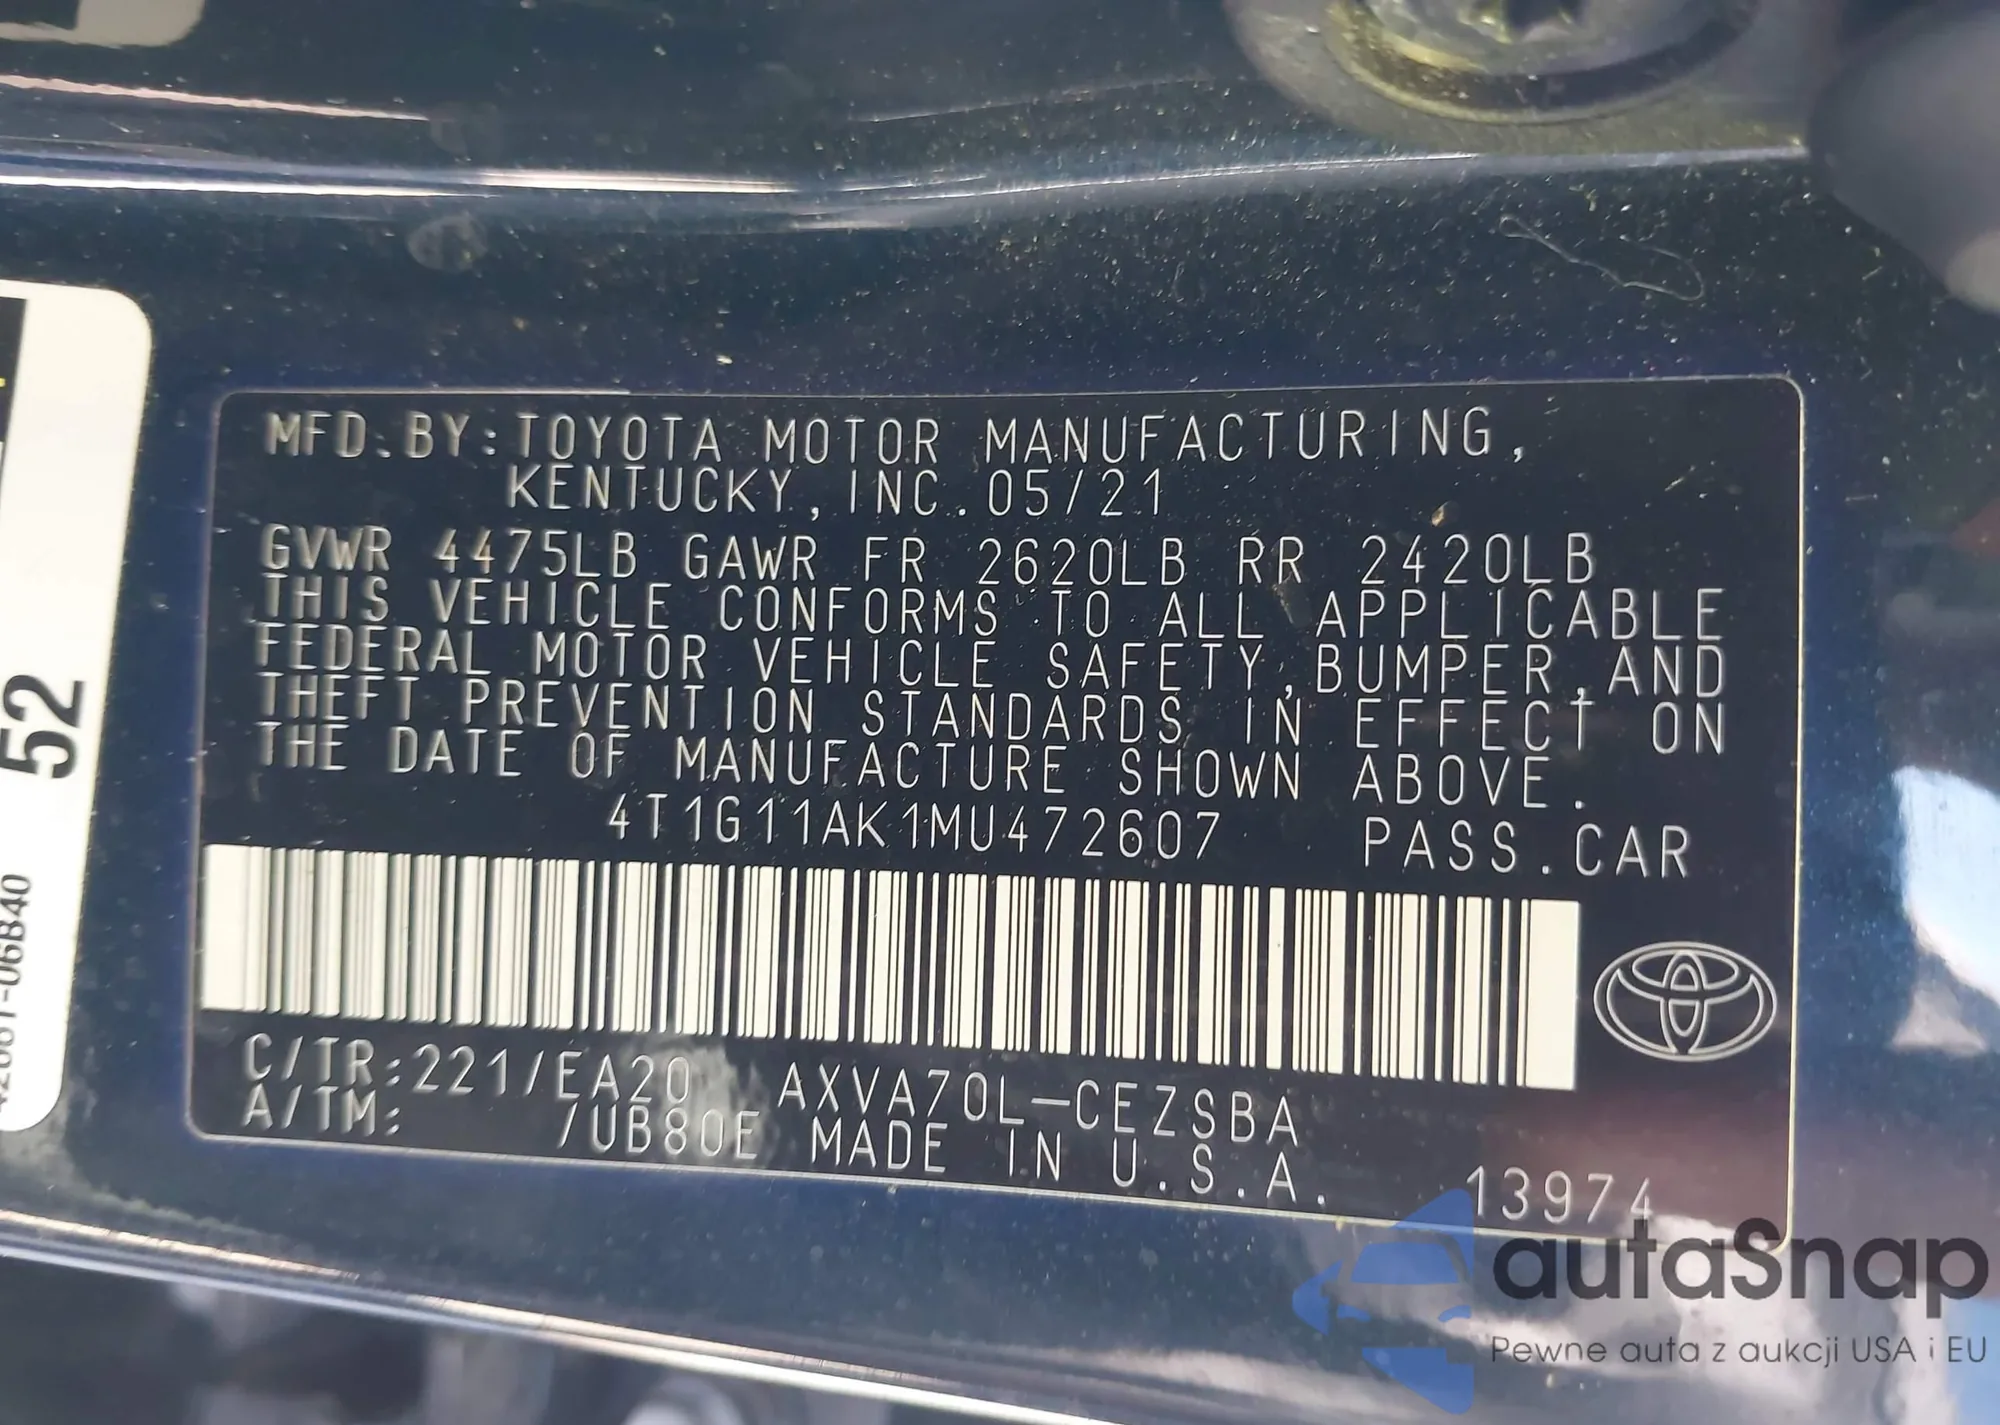 MFD.BY:TOYOTA MOTOR MANUFACTURING,
KENTUCKY, INC. 05/21
GVWR 4475LB GAWR FR 2620LB RR 2420LB
THIS VEHICLE CONFORMS TO ALL APPLICABLE
FEDERAL MOTOR VEHICLE SAFETY, BUMPER, AND
THEFT PREVENTION STANDARDS IN EFFECT ON
THE DATE OF MANUFACTURE SHOWN ABOVE.
4T1G11AK1MU472607 PASS.CAR
C/TR:221/EA20 AXVA70L-CEZSBA
A/TM: /UB80E MADE IN U.S.A. 13974
52
autaSnap
Pewne auta z aukcji USA i EU